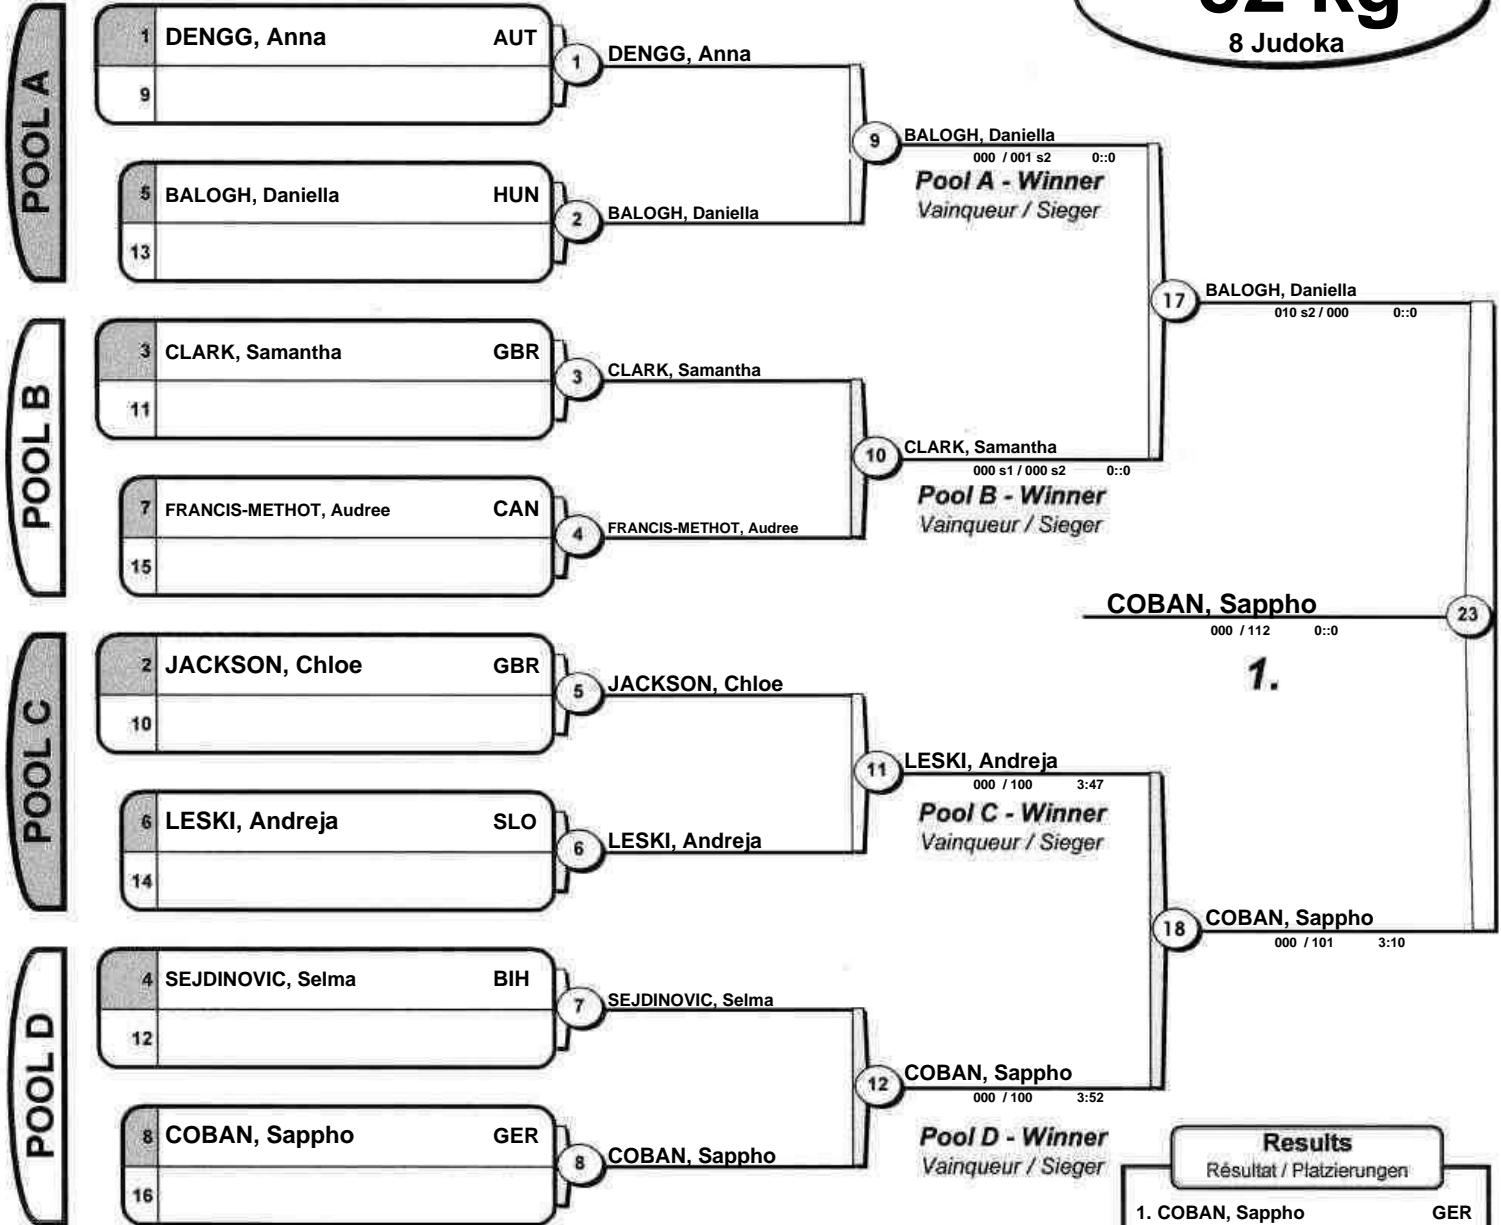 kg
8 Judoka
POOL A
1 DENGG, Anna AUT
9
1 DENGG, Anna
5 BALOGH, Daniella HUN
13
2 BALOGH, Daniella
9 BALOGH, Daniella
000 / 001 s2 0::0
Pool A - Winner
Vainqueur / Sieger
POOL B
3 CLARK, Samantha GBR
11
3 CLARK, Samantha
7 FRANCIS-METHOT, Audree CAN
15
4 FRANCIS-METHOT, Audree
10 CLARK, Samantha
000 s1 / 000 s2 0::0
Pool B - Winner
Vainqueur / Sieger
17 BALOGH, Daniella
010 s2 / 000 0::0
COBAN, Sappho 23
000 / 112 0::0
1.
POOL C
2 JACKSON, Chloe GBR
10
5 JACKSON, Chloe
6 LESKI, Andreja SLO
14
6 LESKI, Andreja
11 LESKI, Andreja
000 / 100 3:47
Pool C - Winner
Vainqueur / Sieger
POOL D
4 SEJDINOVIC, Selma BIH
12
7 SEJDINOVIC, Selma
8 COBAN, Sappho GER
16
8 COBAN, Sappho
12 COBAN, Sappho
000 / 100 3:52
Pool D - Winner
Vainqueur / Sieger
18 COBAN, Sappho
000 / 101 3:10
Results
Résultat / Platzierungen
1. COBAN, Sappho GER